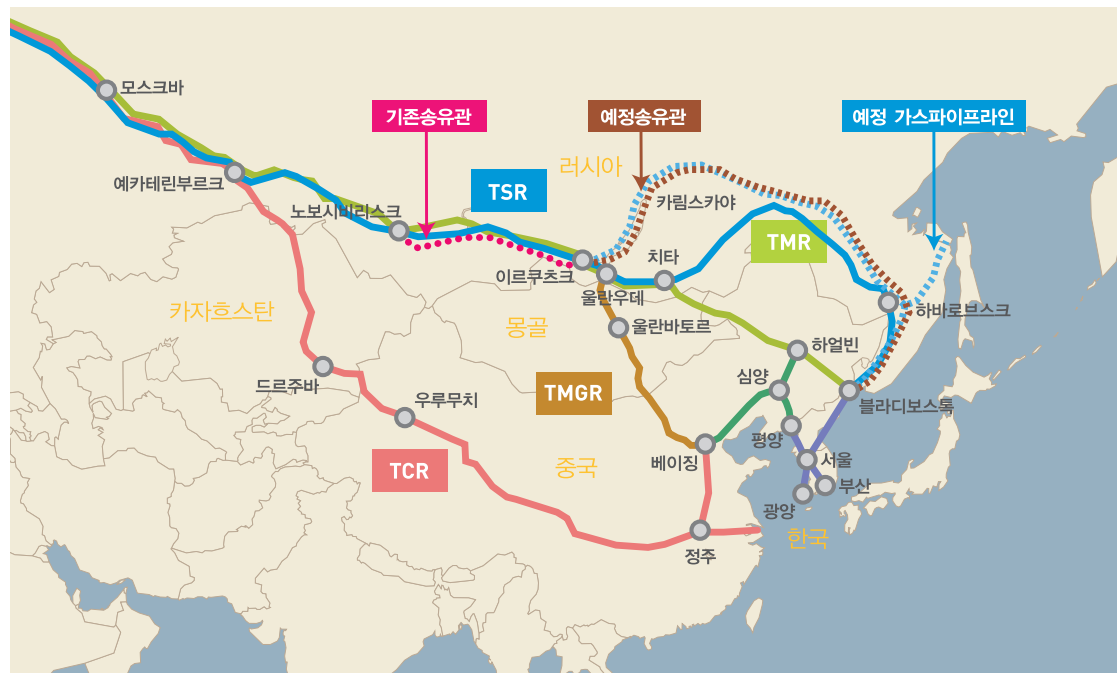 모스크바
기존송유관
예정송유관
예정 가스파이프라인
러시아
예카테린부르크
TSR
카림스카야
노보시비리스크
TMR
치타
이르쿠츠크
울란우데
카자흐스탄
몽골
울란바토르
하바로브스크
하얼빈
드르주바
심양
TMGR
우루무치
블라디보스톡
평양
TCR
중국
베이징
서울
부산
광양
한국
정주